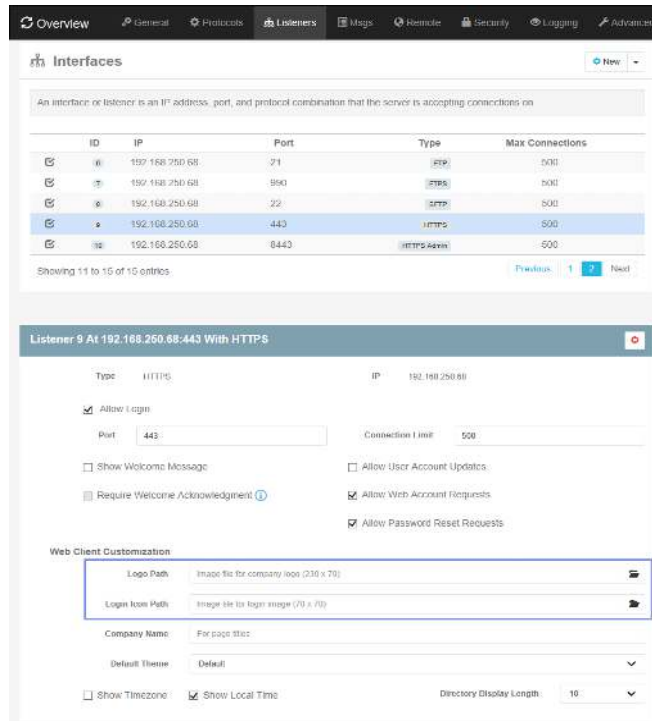 Overview General Protocols Listeners Msgs Remote Security Logging Advanced
Interfaces
New
An interface or listener is an IP address, port, and protocol combination that the server is accepting connections on
ID IP Port Type Max Connections
6 192.168.250.68 21 FTP 500
7 192.168.250.68 990 FTPS 500
8 192.168.250.68 22 SFTP 500
9 192.168.250.68 443 HTTPS 500
10 192.168.250.68 8443 HTTPS Admin 500
Showing 11 to 15 of 15 entries
Previous 1 2 Next
Listener 9 At 192.168.250.68:443 With HTTPS
Type HTTPS IP 192.168.250.68
Allow Login
Port 443 Connection Limit 500
Show Welcome Message Allow User Account Updates
Require Welcome Acknowledgment Allow Web Account Requests
Allow Password Reset Requests
Web Client Customization
Logo Path Image file for company logo (230 x 70)
Login Icon Path Image file for login image (70 x 70)
Company Name For page titles
Default Theme Default
Show Timezone Show Local Time Directory Display Length 10